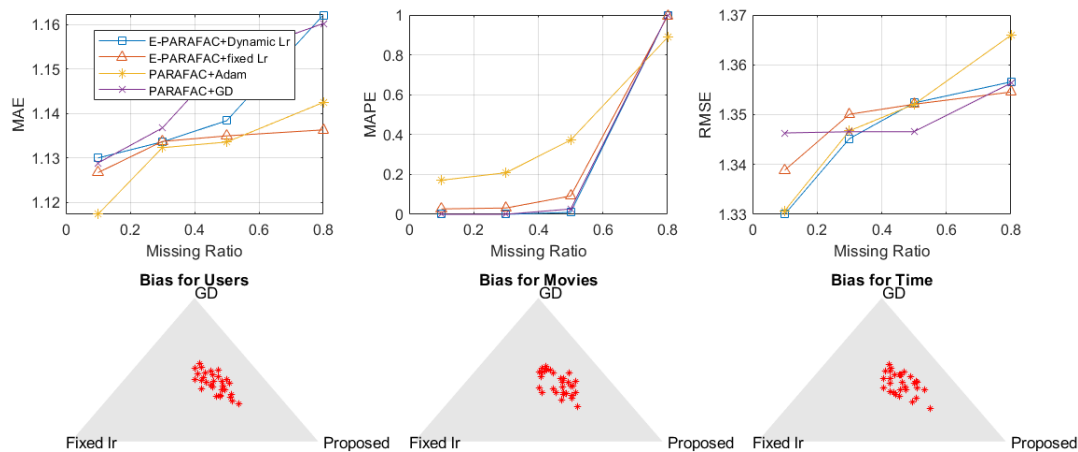 1.16
1.15
1.14
1.13
1.12
MAE
0 0.2 0.4 0.6 0.8
Missing Ratio
E-PARAFAC+Dynamic Lr
E-PARAFAC+fixed Lr
PARAFAC+Adam
PARAFAC+GD
1
0.8
0.6
0.4
0.2
0
MAPE
0 0.2 0.4 0.6 0.8
Missing Ratio
1.37
1.36
1.35
1.34
1.33
RMSE
0 0.2 0.4 0.6 0.8
Missing Ratio
Bias for Users
GD
Fixed lr
Proposed
Bias for Movies
GD
Fixed lr
Proposed
Bias for Time
GD
Fixed lr
Proposed